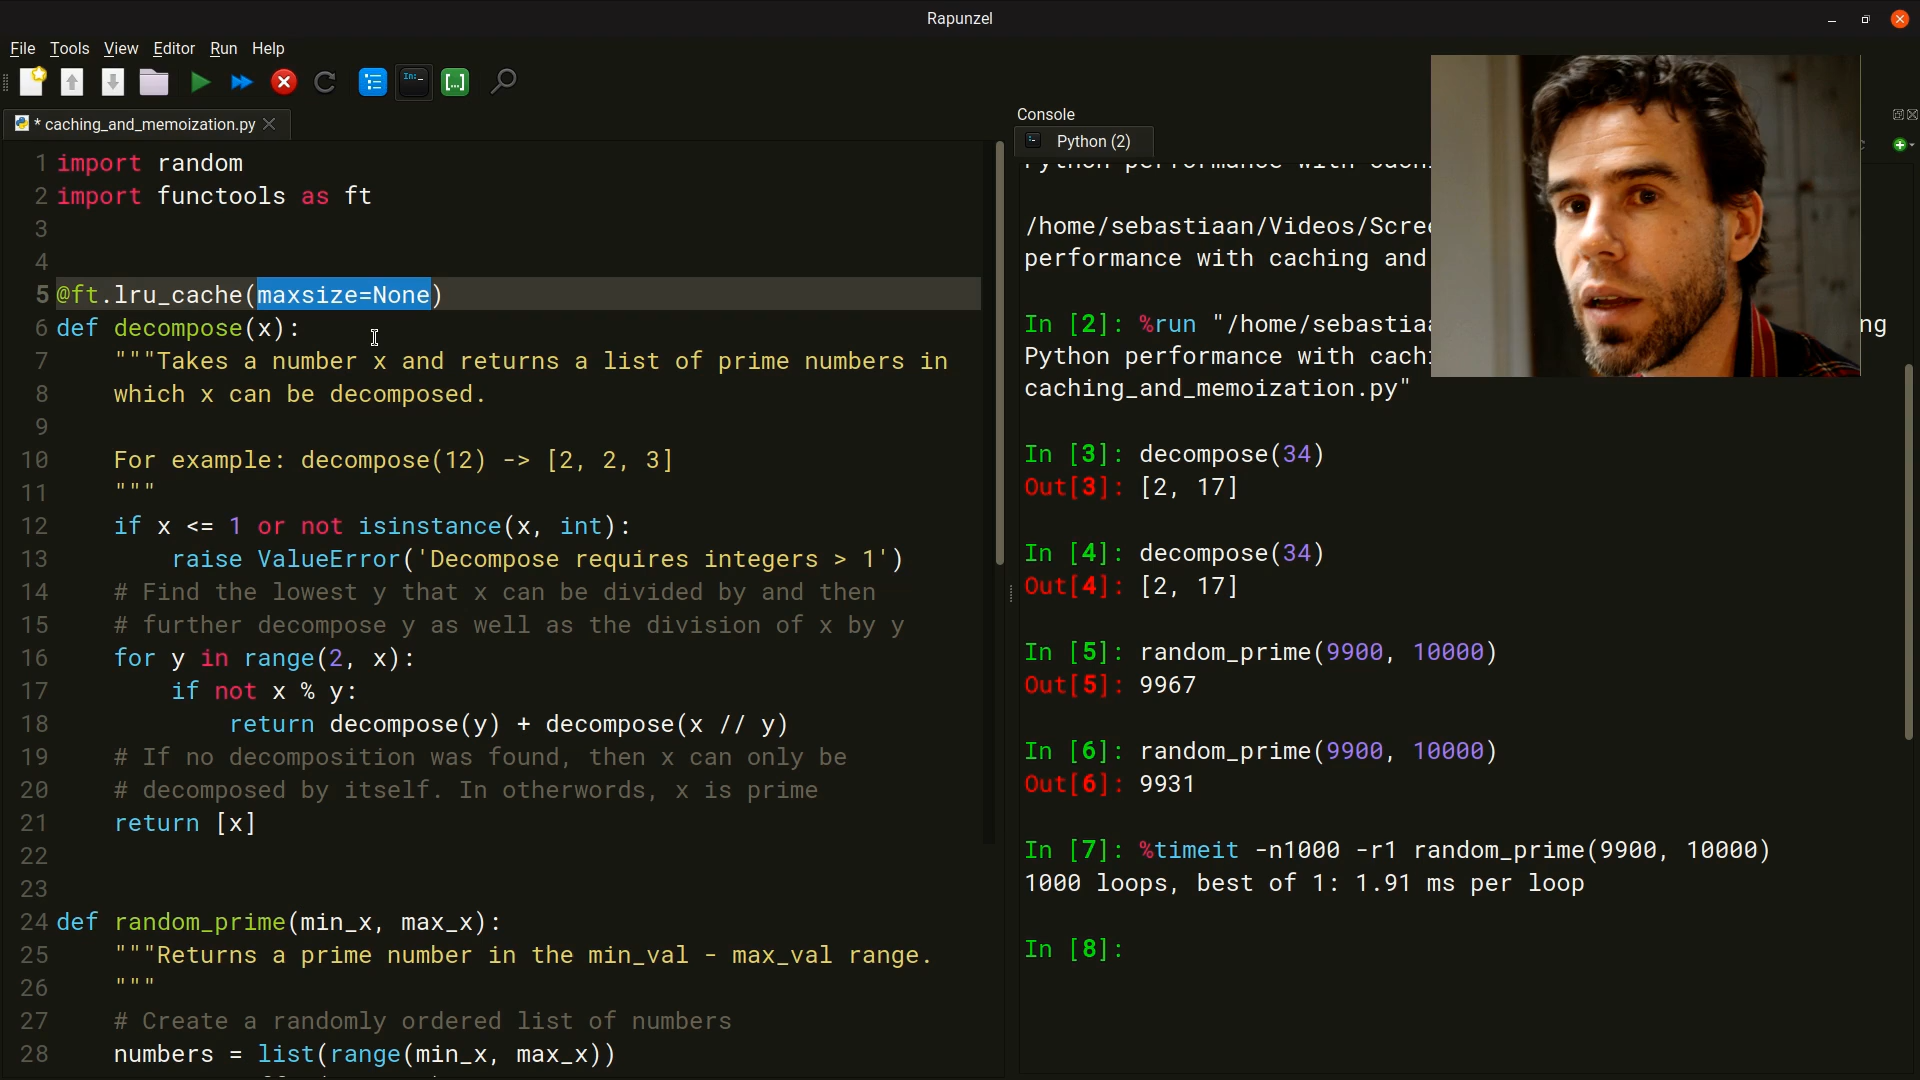 Rapunzel
File Tools View Editor Run Help
* caching_and_memoization.py
1 import random
2 import functools as ft
3
4
5 @ft.lru_cache(maxsize=None)
6 def decompose(x):
7 """Takes a number x and returns a list of prime numbers in
8 which x can be decomposed.
9
10 For example: decompose(12) -> [2, 2, 3]
11 """
12 if x <= 1 or not isinstance(x, int):
13 raise ValueError('Decompose requires integers > 1')
14 # Find the lowest y that x can be divided by and then
15 # further decompose y as well as the division of x by y
16 for y in range(2, x):
17 if not x % y:
18 return decompose(y) + decompose(x // y)
19 # If no decomposition was found, then x can only be
20 # decomposed by itself. In otherwords, x is prime
21 return [x]
22
23
24 def random_prime(min_x, max_x):
25 """Returns a prime number in the min_val - max_val range.
26 """
27 # Create a randomly ordered list of numbers
28 numbers = list(range(min_x, max_x))
Console
Python (2)
Python performance with
/home/sebastiaan/Videos/Scree
performance with caching and
In [2]: %run "/home/sebastiaa ng
Python performance with cach
caching_and_memoization.py"
In [3]: decompose(34)
Out[3]: [2, 17]
In [4]: decompose(34)
Out[4]: [2, 17]
In [5]: random_prime(9900, 10000)
Out[5]: 9967
In [6]: random_prime(9900, 10000)
Out[6]: 9931
In [7]: %timeit -n1000 -r1 random_prime(9900, 10000)
1000 loops, best of 1: 1.91 ms per loop
In [8]: